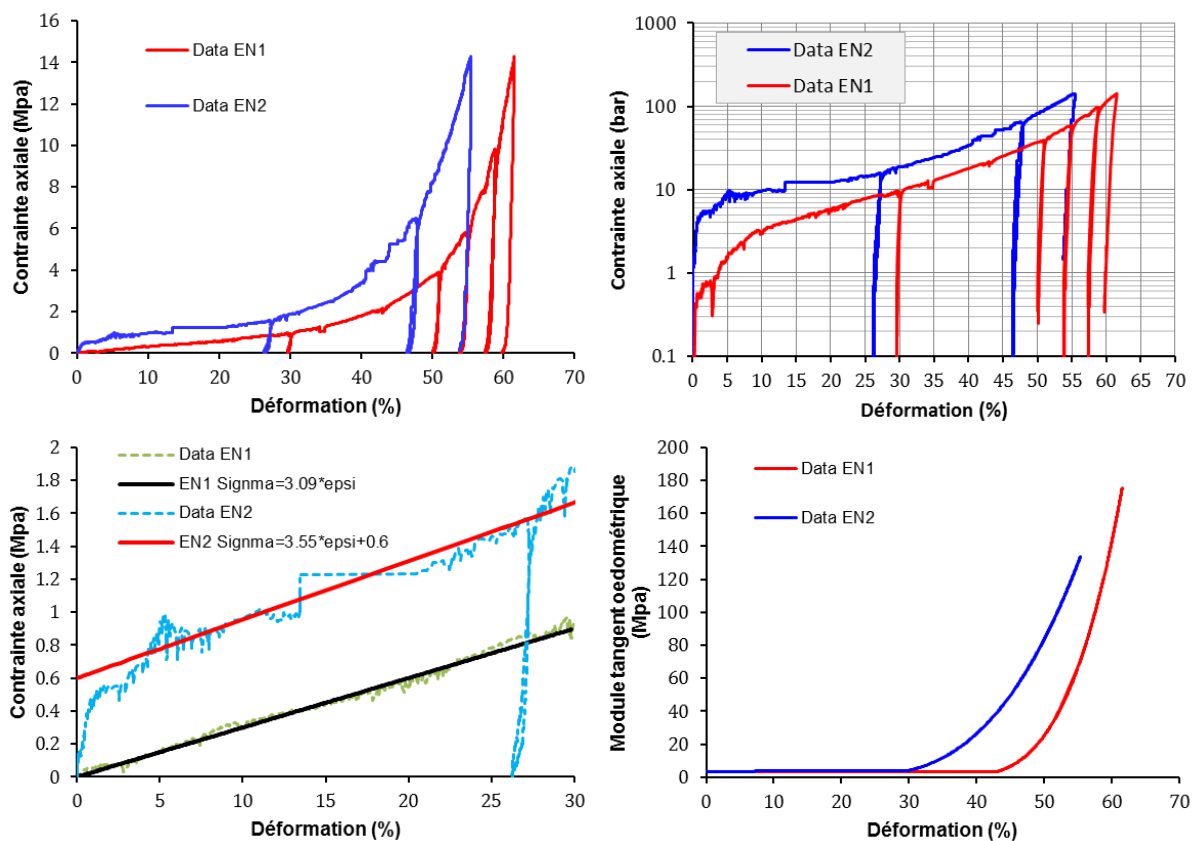 Contrainte axiale (Mpa)
16
14
12
10
8
6
4
2
0
Data EN1
Data EN2
0 10 20 30 40 50 60 70
Déformation (%)
Contrainte axiale (bar)
1000
100
10
1
0.1
Data EN2
Data EN1
0 5 10 15 20 25 30 35 40 45 50 55 60 65 70
Déformation (%)
Contrainte axiale (Mpa)
2
1.8
1.6
1.4
1.2
1
0.8
0.6
0.4
0.2
0
Data EN1
EN1 Signma=3.09*epsi
Data EN2
EN2 Signma=3.55*epsi+0.6
0 5 10 15 20 25 30
Déformation (%)
Module tangent oedométrique
(Mpa)
200
180
160
140
120
100
80
60
40
20
0
Data EN1
Data EN2
0 10 20 30 40 50 60 70
Déformation (%)